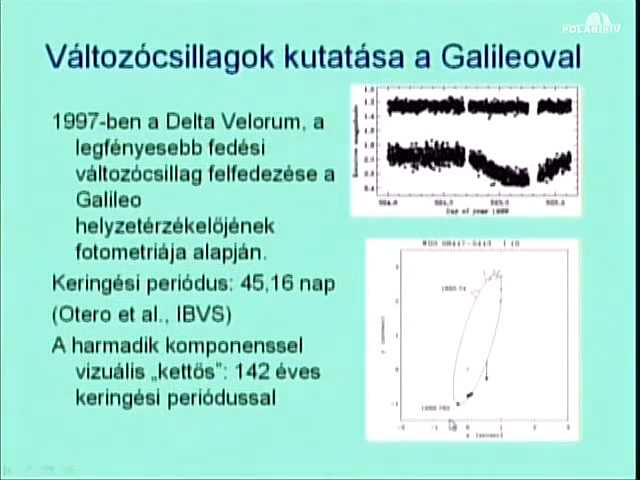 POLARIS TV
Változócsillagok kutatása a Galileoval
1997-ben a Delta Velorum, a
legfényesebb fedési
változócsillag felfedezése a
Galileo
helyzetérzékelőjének
fotometriája alapján.
Keringési periódus: 45,16 nap
(Otero et al., IBVS)
A harmadik komponenssel
vizuális „kettős”: 142 éves
keringési periódussal
Day of year 1989